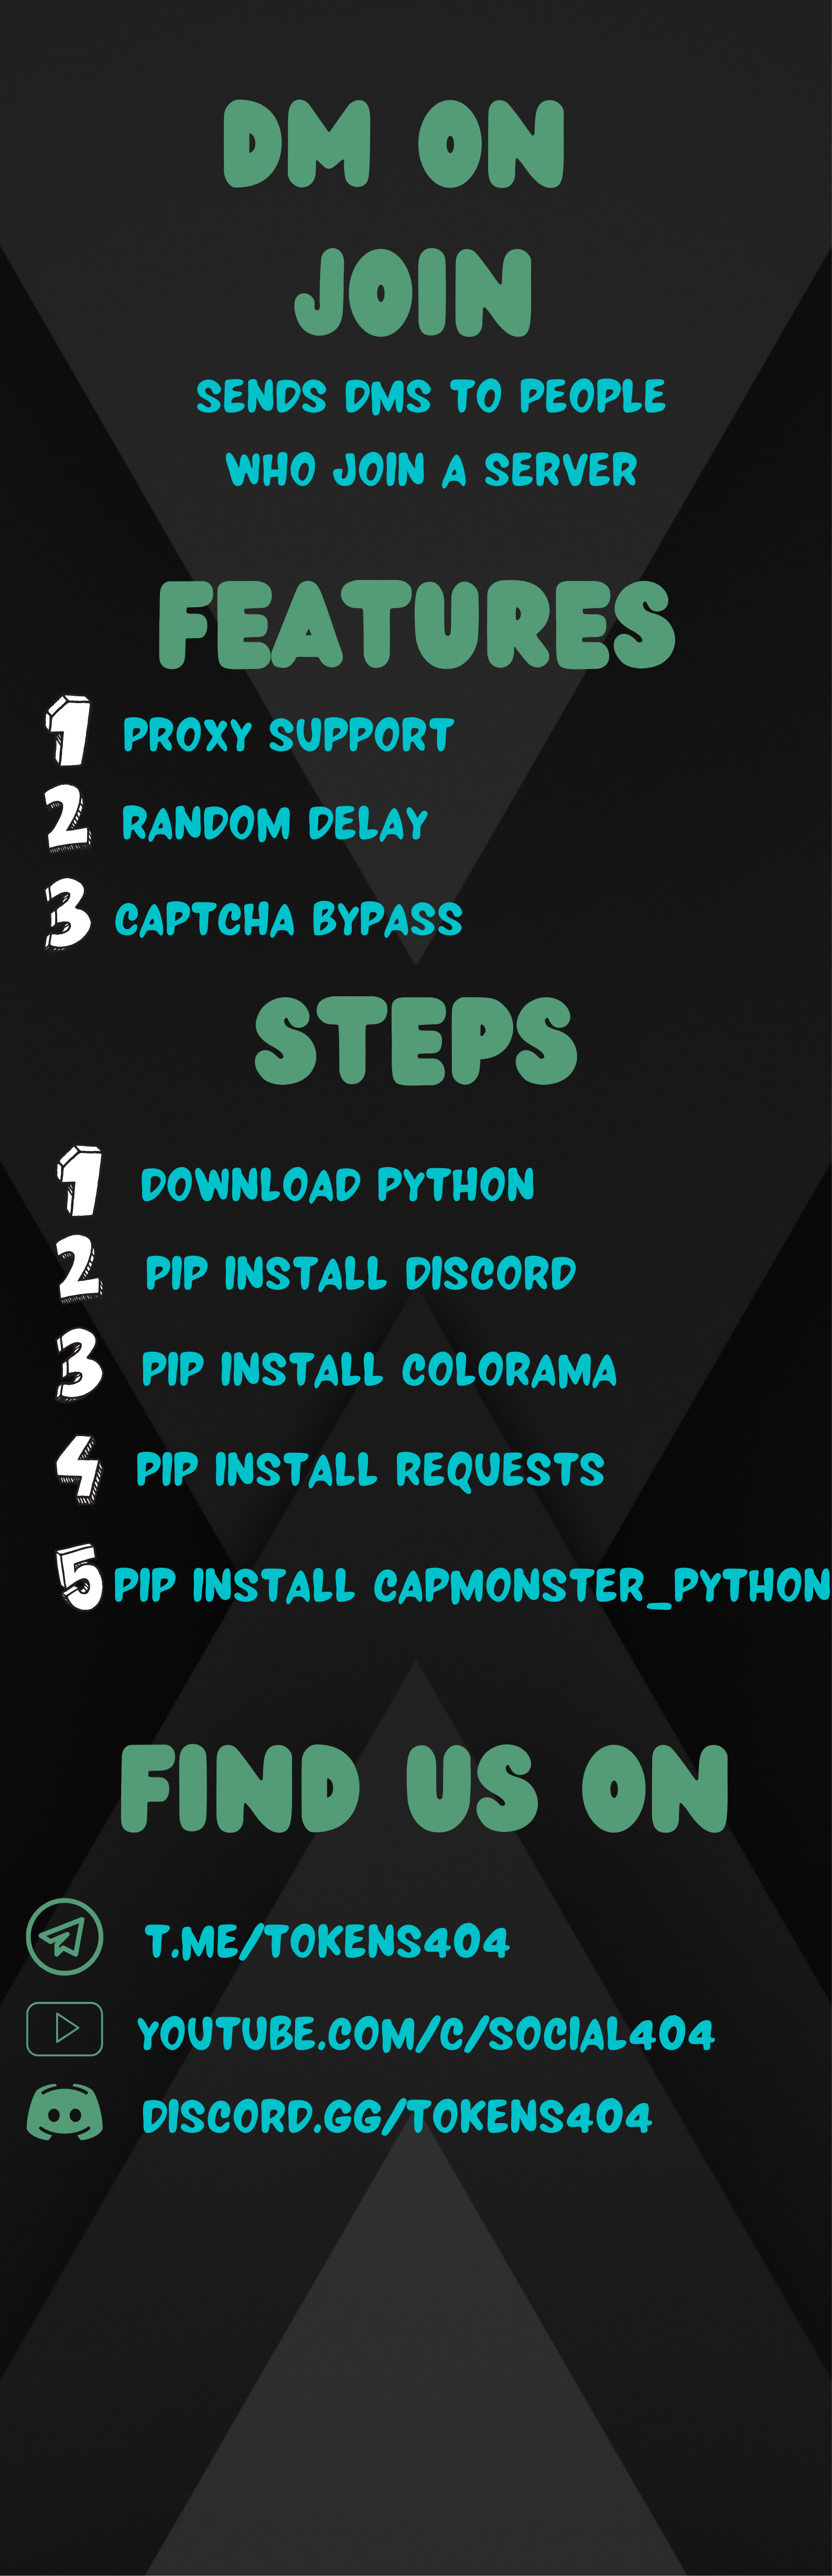 DM ON
JOIN
SENDS DMS TO PEOPLE
WHO JOIN A SERVER
FEATURES
1 PROXY SUPPORT
2 RANDOM DELAY
3 CAPTCHA BYPASS
STEPS
1 DOWNLOAD PYTHON
2 PIP INSTALL DISCORD
3 PIP INSTALL COLORAMA
4 PIP INSTALL REQUESTS
5 PIP INSTALL CAPMONSTER_PYTHON
FIND US ON
T.ME/TOKENS404
YOUTUBE.COM/C/SOCIAL404
DISCORD.GG/TOKENS404